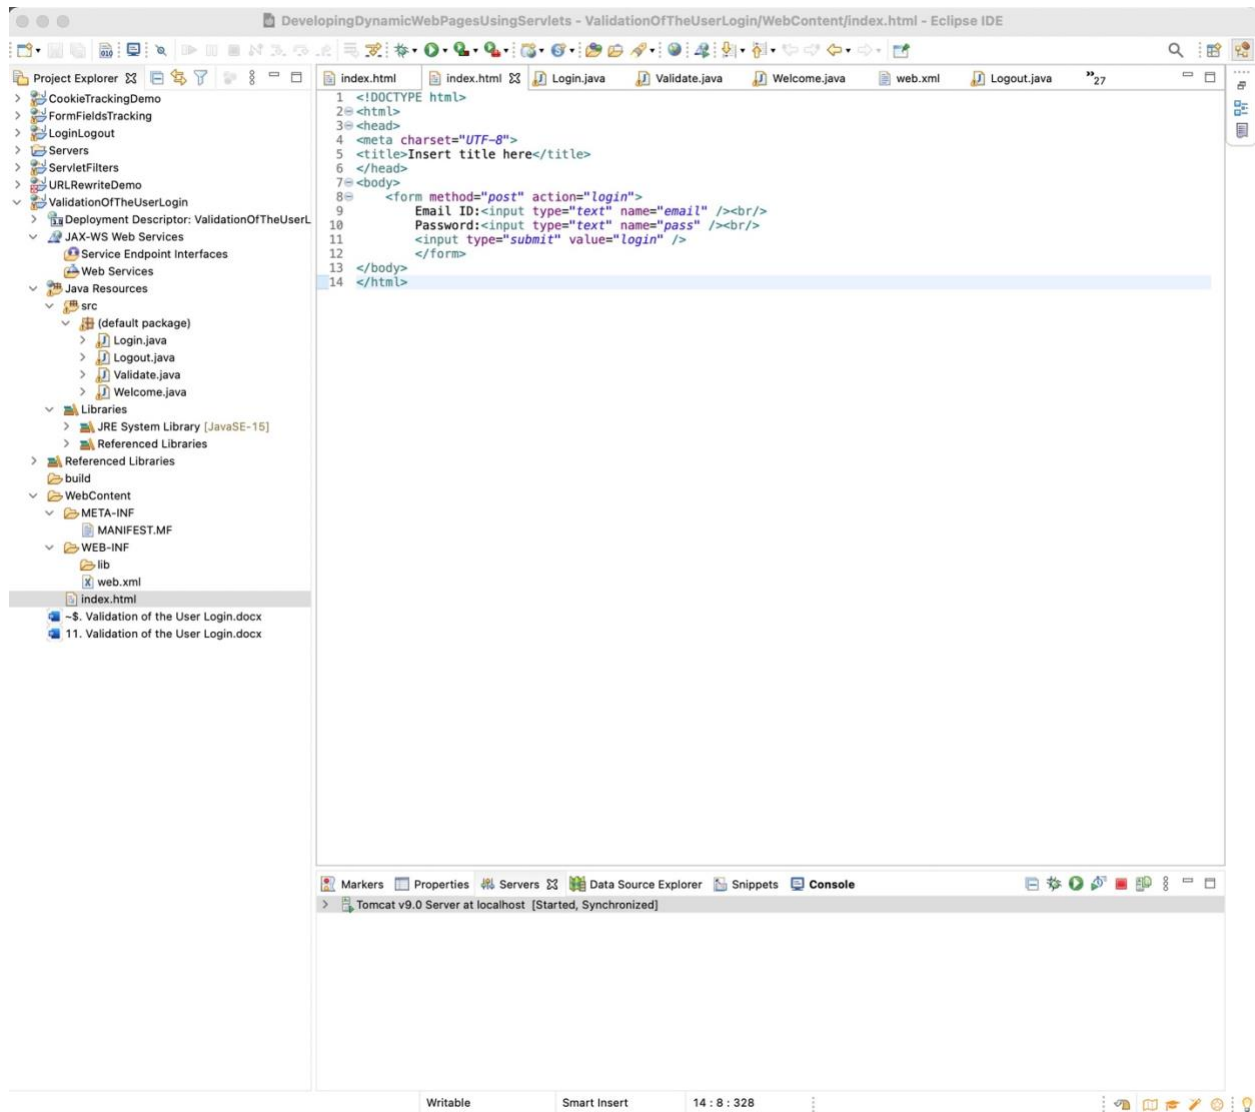 DevelopingDynamicWebPagesUsingServlets - ValidationOfTheUserLogin/WebContent/index.html - Eclipse IDE
Project Explorer
CookieTrackingDemo
FormFieldsTracking
LoginLogout
Servers
ServletFilters
URLRewriteDemo
ValidationOfTheUserLogin
Deployment Descriptor: ValidationOfTheUserL
JAX-WS Web Services
Service Endpoint Interfaces
Web Services
Java Resources
src
(default package)
Login.java
Logout.java
Validate.java
Welcome.java
Libraries
JRE System Library [JavaSE-15]
Referenced Libraries
Referenced Libraries
build
WebContent
META-INF
MANIFEST.MF
WEB-INF
lib
web.xml
index.html
~$. Validation of the User Login.docx
11. Validation of the User Login.docx
index.html index.html Login.java Validate.java Welcome.java web.xml Logout.java »27
1 <!DOCTYPE html>
2 <html>
3 <head>
4 <meta charset="UTF-8">
5 <title>Insert title here</title>
6 </head>
7 <body>
8 <form method="post" action="login">
9 Email ID:<input type="text" name="email" /><br/>
10 Password:<input type="text" name="pass" /><br/>
11 <input type="submit" value="login" />
12 </form>
13 </body>
14 </html>
Markers Properties Servers Data Source Explorer Snippets Console
Tomcat v9.0 Server at localhost [Started, Synchronized]
Writable Smart Insert 14 : 8 : 328